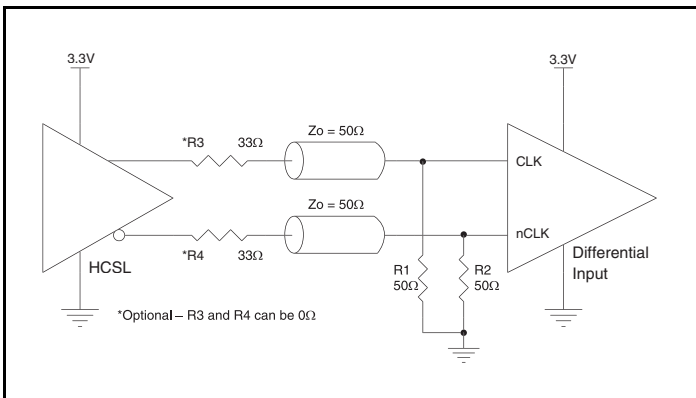 3.3V
3.3V
*R3 33Ω
Zo = 50Ω
CLK
Zo = 50Ω
nCLK
HCSL
*R4 33Ω
R1
50Ω
R2
50Ω
Differential
Input
*Optional – R3 and R4 can be 0Ω